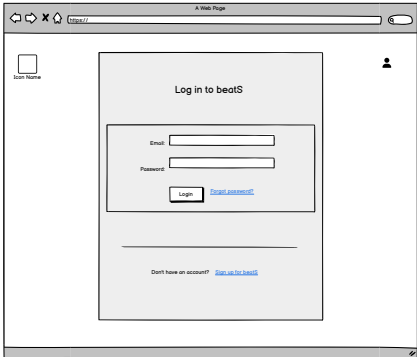 A Web Page
https://
Icon Name
Log in to beatS
Email:
Password:
Login
Forgot password?
Don't have an account? Sign up for beatS